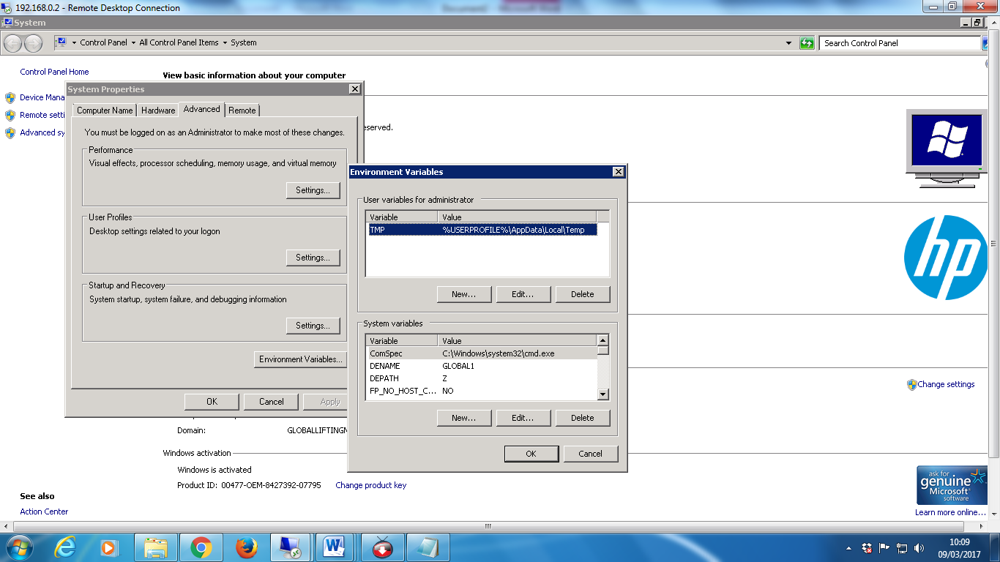 192.168.0.2 - Remote Desktop Connection
System
Control Panel All Control Panel Items System
Search Control Panel
Control Panel Home
View basic information about your computer
Device Mana
Remote setti
Advanced sy
eserved.
System Properties
Computer Name Hardware Advanced Remote
You must be logged on as an Administrator to make most of these changes.
Performance
Visual effects, processor scheduling, memory usage, and virtual memory
Settings...
User Profiles
Desktop settings related to your logon
Settings...
Startup and Recovery
System startup, system failure, and debugging information
Settings...
Environment Variables...
OK Cancel Apply
Environment Variables
User variables for administrator
Variable Value
TMP %USERPROFILE%\AppData\Local\Temp
New... Edit... Delete
System variables
Variable Value
ComSpec C:\Windows\system32\cmd.exe
DENAME GLOBAL1
DEPATH Z
FP_NO_HOST_C... NO
New... Edit... Delete
OK Cancel
hp
Change settings
Domain: GLOBALLIFTING
Windows activation
Windows is activated
Product ID: 00477-OEM-8427392-07795 Change product key
See also
Action Center
ask for
genuine
Microsoft
software
Learn more online...
10:09
09/03/2017